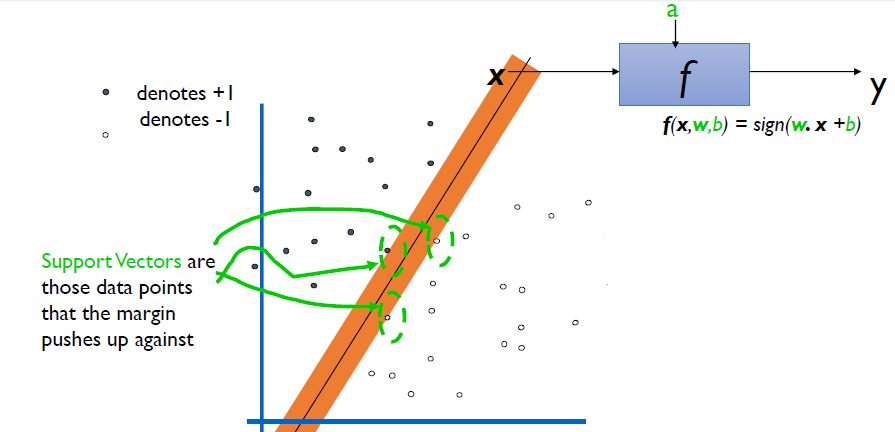 a
x
f
y
denotes +1
denotes -1
f(x,w,b) = sign(w. x +b)
Support Vectors are
those data points
that the margin
pushes up against